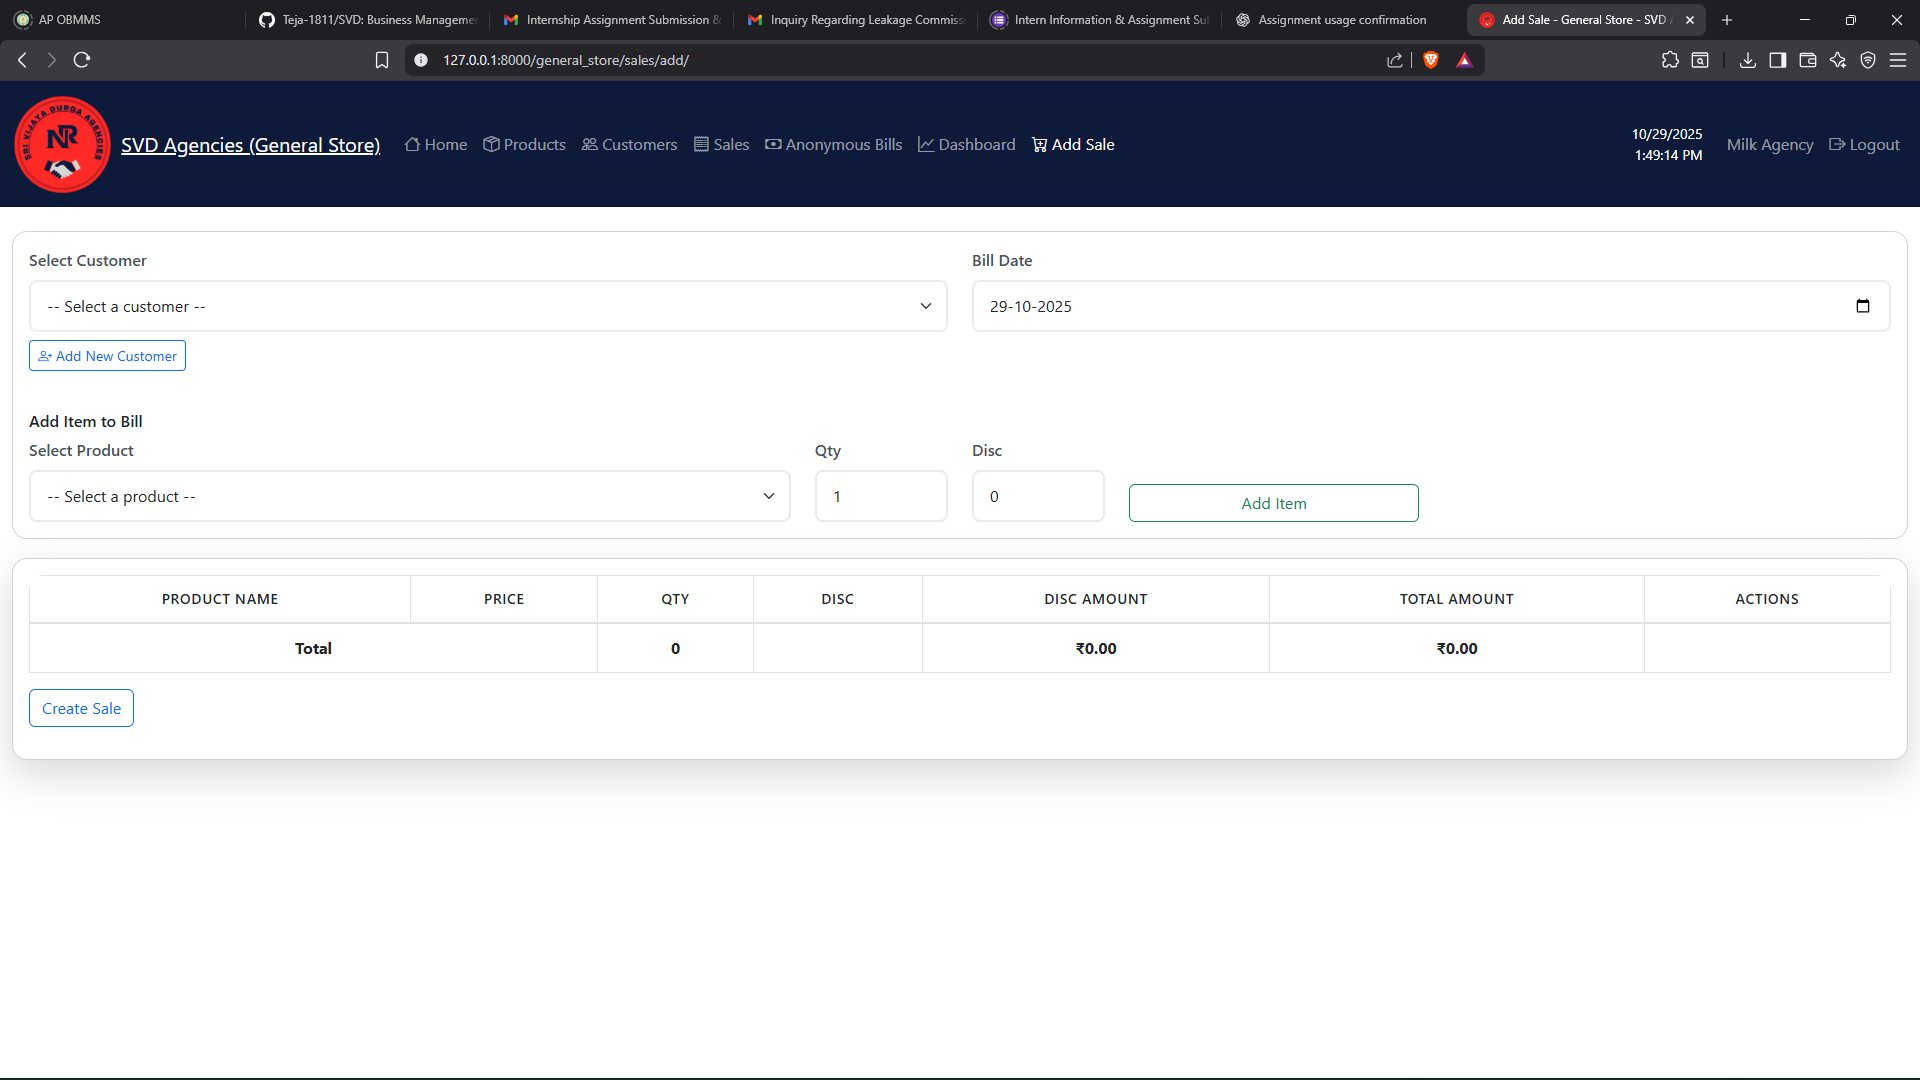 AP OBMMS
Teja-1811/SVD: Business Manageme
Internship Assignment Submission &
Inquiry Regarding Leakage Commiss
Intern Information & Assignment Su
Assignment usage confirmation
Add Sale - General Store - SVD
127.0.0.1:8000/general_store/sales/add/
SRI VIJAYA DURGA AGENCIES
NR
SVD Agencies (General Store)
Home
Products
Customers
Sales
Anonymous Bills
Dashboard
Add Sale
10/29/2025
1:49:14 PM
Milk Agency
Logout
Select Customer
Bill Date
-- Select a customer --
29-10-2025
Add New Customer
Add Item to Bill
Select Product
Qty
Disc
-- Select a product --
1
0
Add Item
PRODUCT NAME PRICE QTY DISC DISC AMOUNT TOTAL AMOUNT ACTIONS
Total 0 ₹0.00 ₹0.00
Create Sale